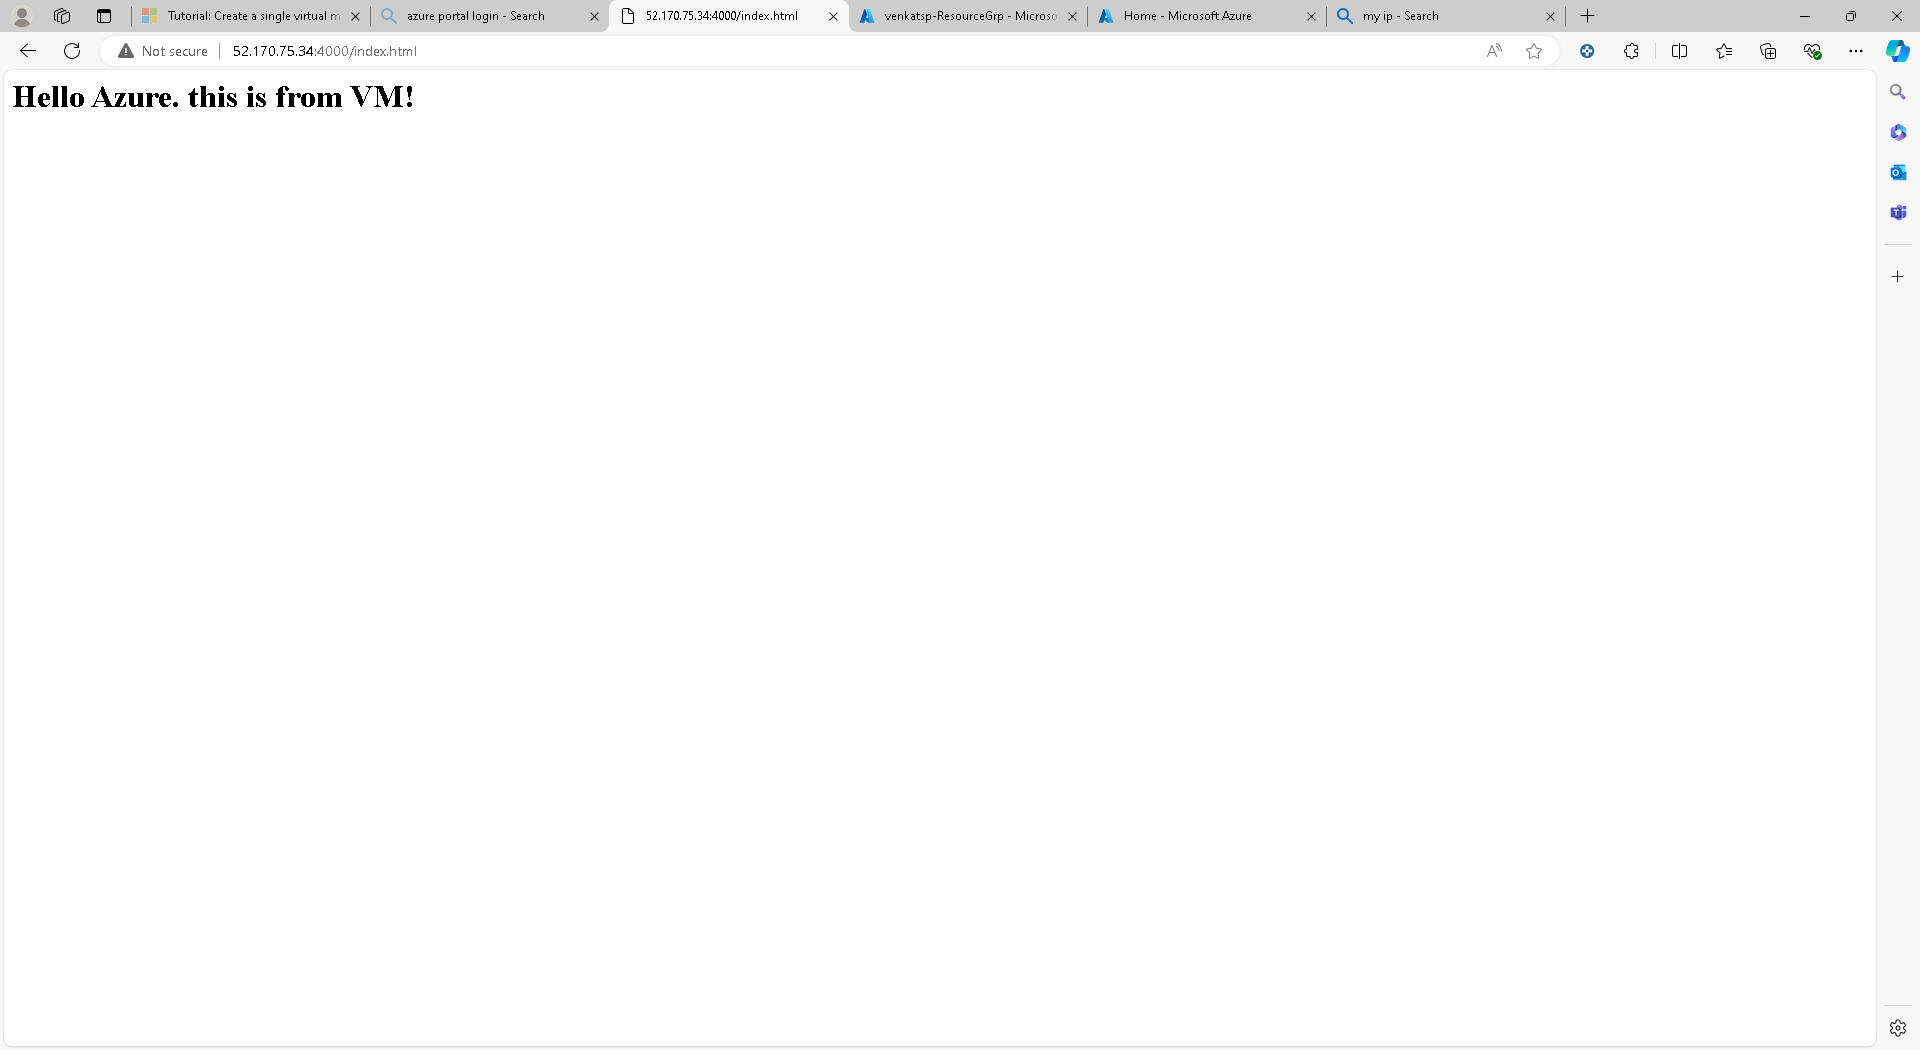 Tutorial: Create a single virtual m
azure portal login - Search
52.170.75.34:4000/index.html
venkatsp-ResourceGrp - Microso
Home - Microsoft Azure
my ip - Search
Not secure
52.170.75.34:4000/index.html
Hello Azure. this is from VM!